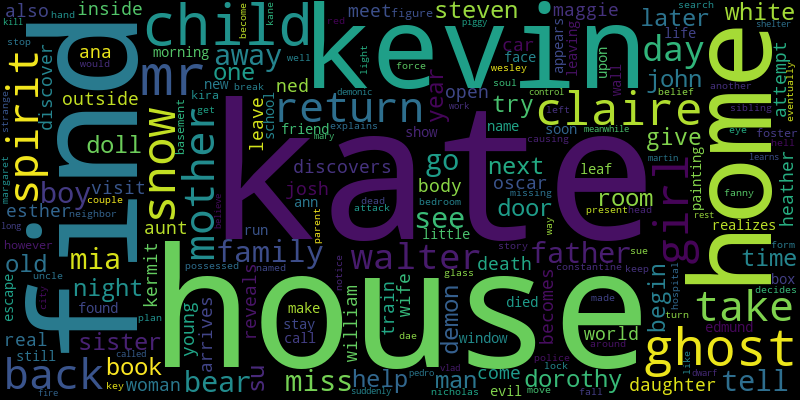 kate
house
kevin
find
home
child
mr
claire
snow
ghost
spirit
return
mother
girl
back
take
walter
day
white
steven
maggie
meet
figure
also
hand
inside
become
kane
red
piggy
search
shelter
kill
stop
ana
away
morning
would
later
life
car
leaving
appears
face
upon
wall
well
light
force
wesley
demonic
soul
control
left
belief
another
sibling
eventually
attempt
john
discover
outside
one
ned
new
break
kira
get
basement
school
leave
open
year
try
name
soon
causing
meanwhile
eye
foster
hell
strange
doll
friend
explains
mary
show
work
give
painting
heather
discovers
go
next
leaf
martin
learns
boy
visit
josh
dead
attack
bedroom
body
oscar
missing
room
fanny
realizes
margaret
couple
esther
aunt
ann
parent
believe
see
door
way
present
head
rest
long
neighbor
run
little
story
sue
time
however
mia
family
father
form
old
uncle
night
kermit
possessed
named
reveals
notice
glass
death
constantine
keep
begin
hospital
box
decides
escape
city
found
arrives
young
make
stay
call
william
train
wife
demon
died
becomes
made
turn
like
edmund
real
plan
still
sister
su
dae
window
world
around
police
book
called
key
woman
bear
miss
help
vlad
man
come
lock
dorothy
daughter
dwarf
tell
fire
suddenly
pedro
nicholas
evil
move
fall